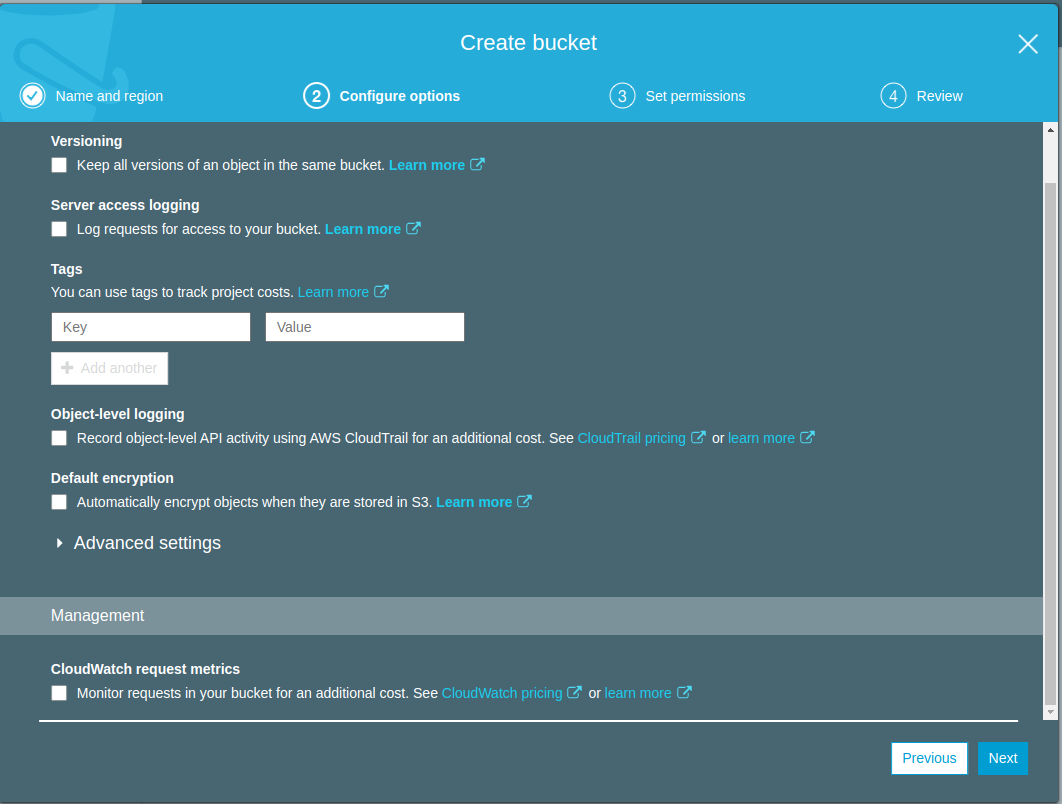 Create bucket
Name and region
2 Configure options
3 Set permissions
4 Review
Versioning
Keep all versions of an object in the same bucket. Learn more
Server access logging
Log requests for access to your bucket. Learn more
Tags
You can use tags to track project costs. Learn more
Key Value
Add another
Object-level logging
Record object-level API activity using AWS CloudTrail for an additional cost. See CloudTrail pricing or learn more
Default encryption
Automatically encrypt objects when they are stored in S3. Learn more
Advanced settings
Management
CloudWatch request metrics
Monitor requests in your bucket for an additional cost. See CloudWatch pricing or learn more
Previous Next